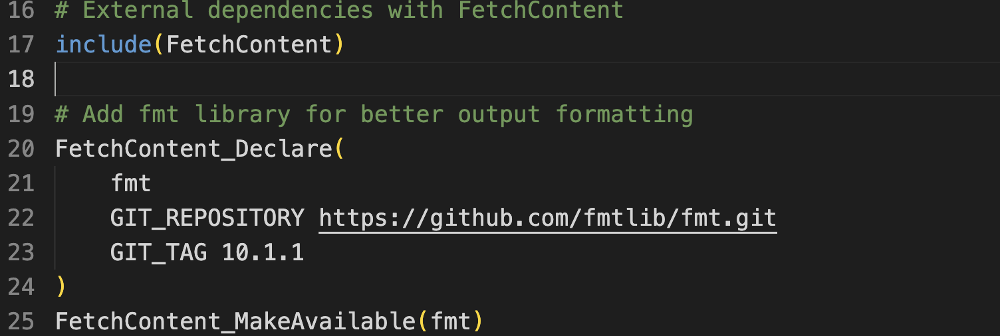 16 # External dependencies with FetchContent
17 include(FetchContent)
18
19 # Add fmt library for better output formatting
20 FetchContent_Declare(
21     fmt
22     GIT_REPOSITORY https://github.com/fmtlib/fmt.git
23     GIT_TAG 10.1.1
24 )
25 FetchContent_MakeAvailable(fmt)